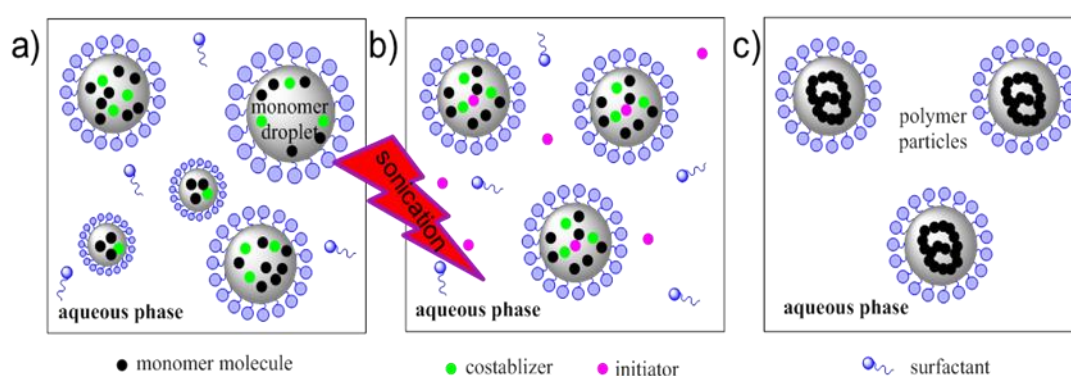 a)
monomer
droplet
aqueous phase
sonication
b)
aqueous phase
c)
polymer
particles
aqueous phase
monomer molecule
costablizer
initiator
surfactant